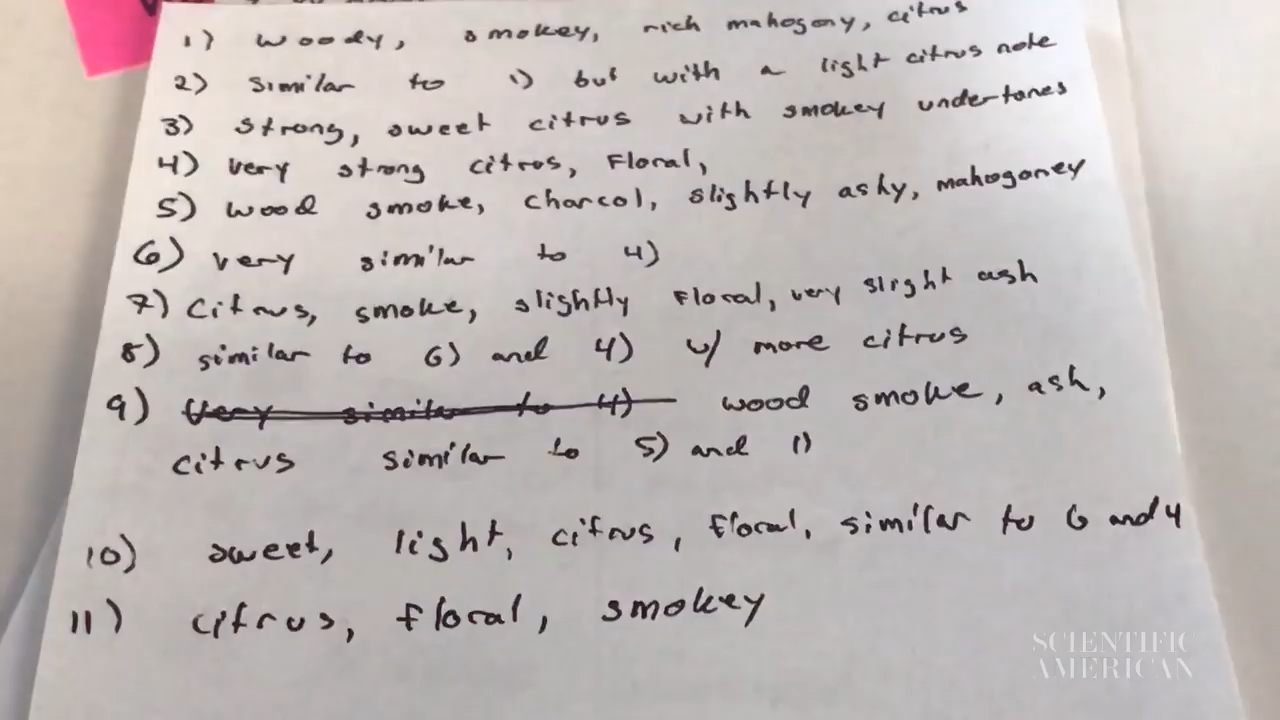 1) woody, smokey, rich mahogony, citrus
2) similar to 1) but with a light citrus note
3) strong, sweet citrus with smokey undertones
4) very strong citros, Floral,
5) wood smoke, charcol, slightly ashy, mahogoney
6) very similar to 4)
7) Citrus, smoke, slightly Floral, very slight ash
8) similar to 6) and 4) w/ more citrus
9) Very similar to 4) wood smoke, ash,
citrus similar to 5) and 1)
10) sweet, light, citrus, floral, similar to 6 and 4
11) citrus, floral, smokey
SCIENTIFIC
AMERICAN